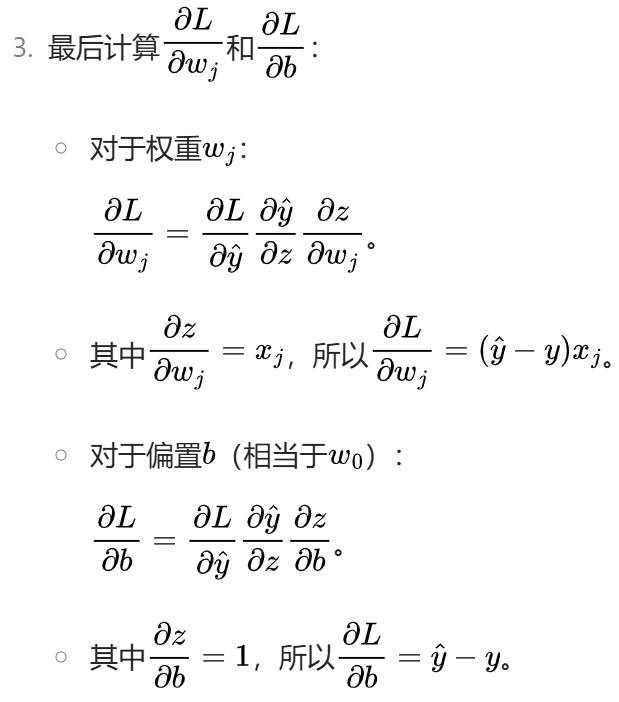 3. 最后计算 $\frac{\partial L}{\partial w_j}$ 和 $\frac{\partial L}{\partial b}$ :
○ 对于权重$w_j$:
$\frac{\partial L}{\partial w_j} = \frac{\partial L}{\partial \hat{y}} \frac{\partial \hat{y}}{\partial z} \frac{\partial z}{\partial w_j}$。
○ 其中 $\frac{\partial z}{\partial w_j} = x_j$，所以 $\frac{\partial L}{\partial w_j} = (\hat{y} - y)x_j$。
○ 对于偏置$b$（相当于$w_0$）:
$\frac{\partial L}{\partial b} = \frac{\partial L}{\partial \hat{y}} \frac{\partial \hat{y}}{\partial z} \frac{\partial z}{\partial b}$。
○ 其中 $\frac{\partial z}{\partial b} = 1$，所以 $\frac{\partial L}{\partial b} = \hat{y} - y$。